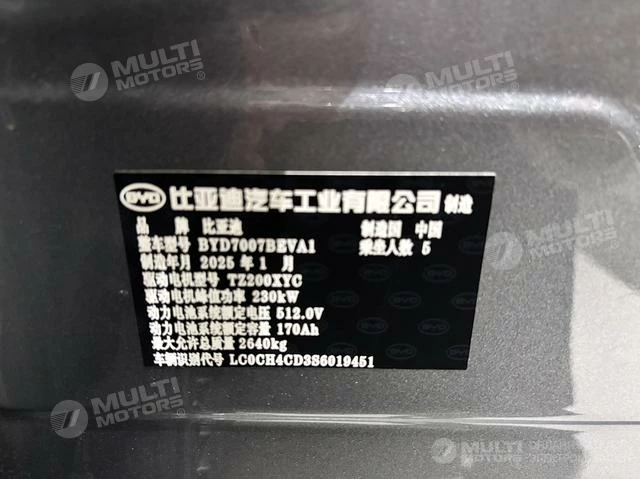 MULTI MOTORS®
MULTI MOTORS®
BYD 比亚迪汽车工业有限公司 制造
品 牌 比亚迪 制造国 中国
整车型号 BYD7007BEVA1 乘坐人数 5
制造年月 2025 年 1 月
驱动电机型号 TZ200XYC
驱动电机峰值功率 230kW
动力电池系统额定电压 512.0V
动力电池系统额定容量 170Ah
最大允许总质量 2640kg
车辆识别代号 LC0CH4CD3S6019451
MULTI MOTORS®
MULTI MOTORS